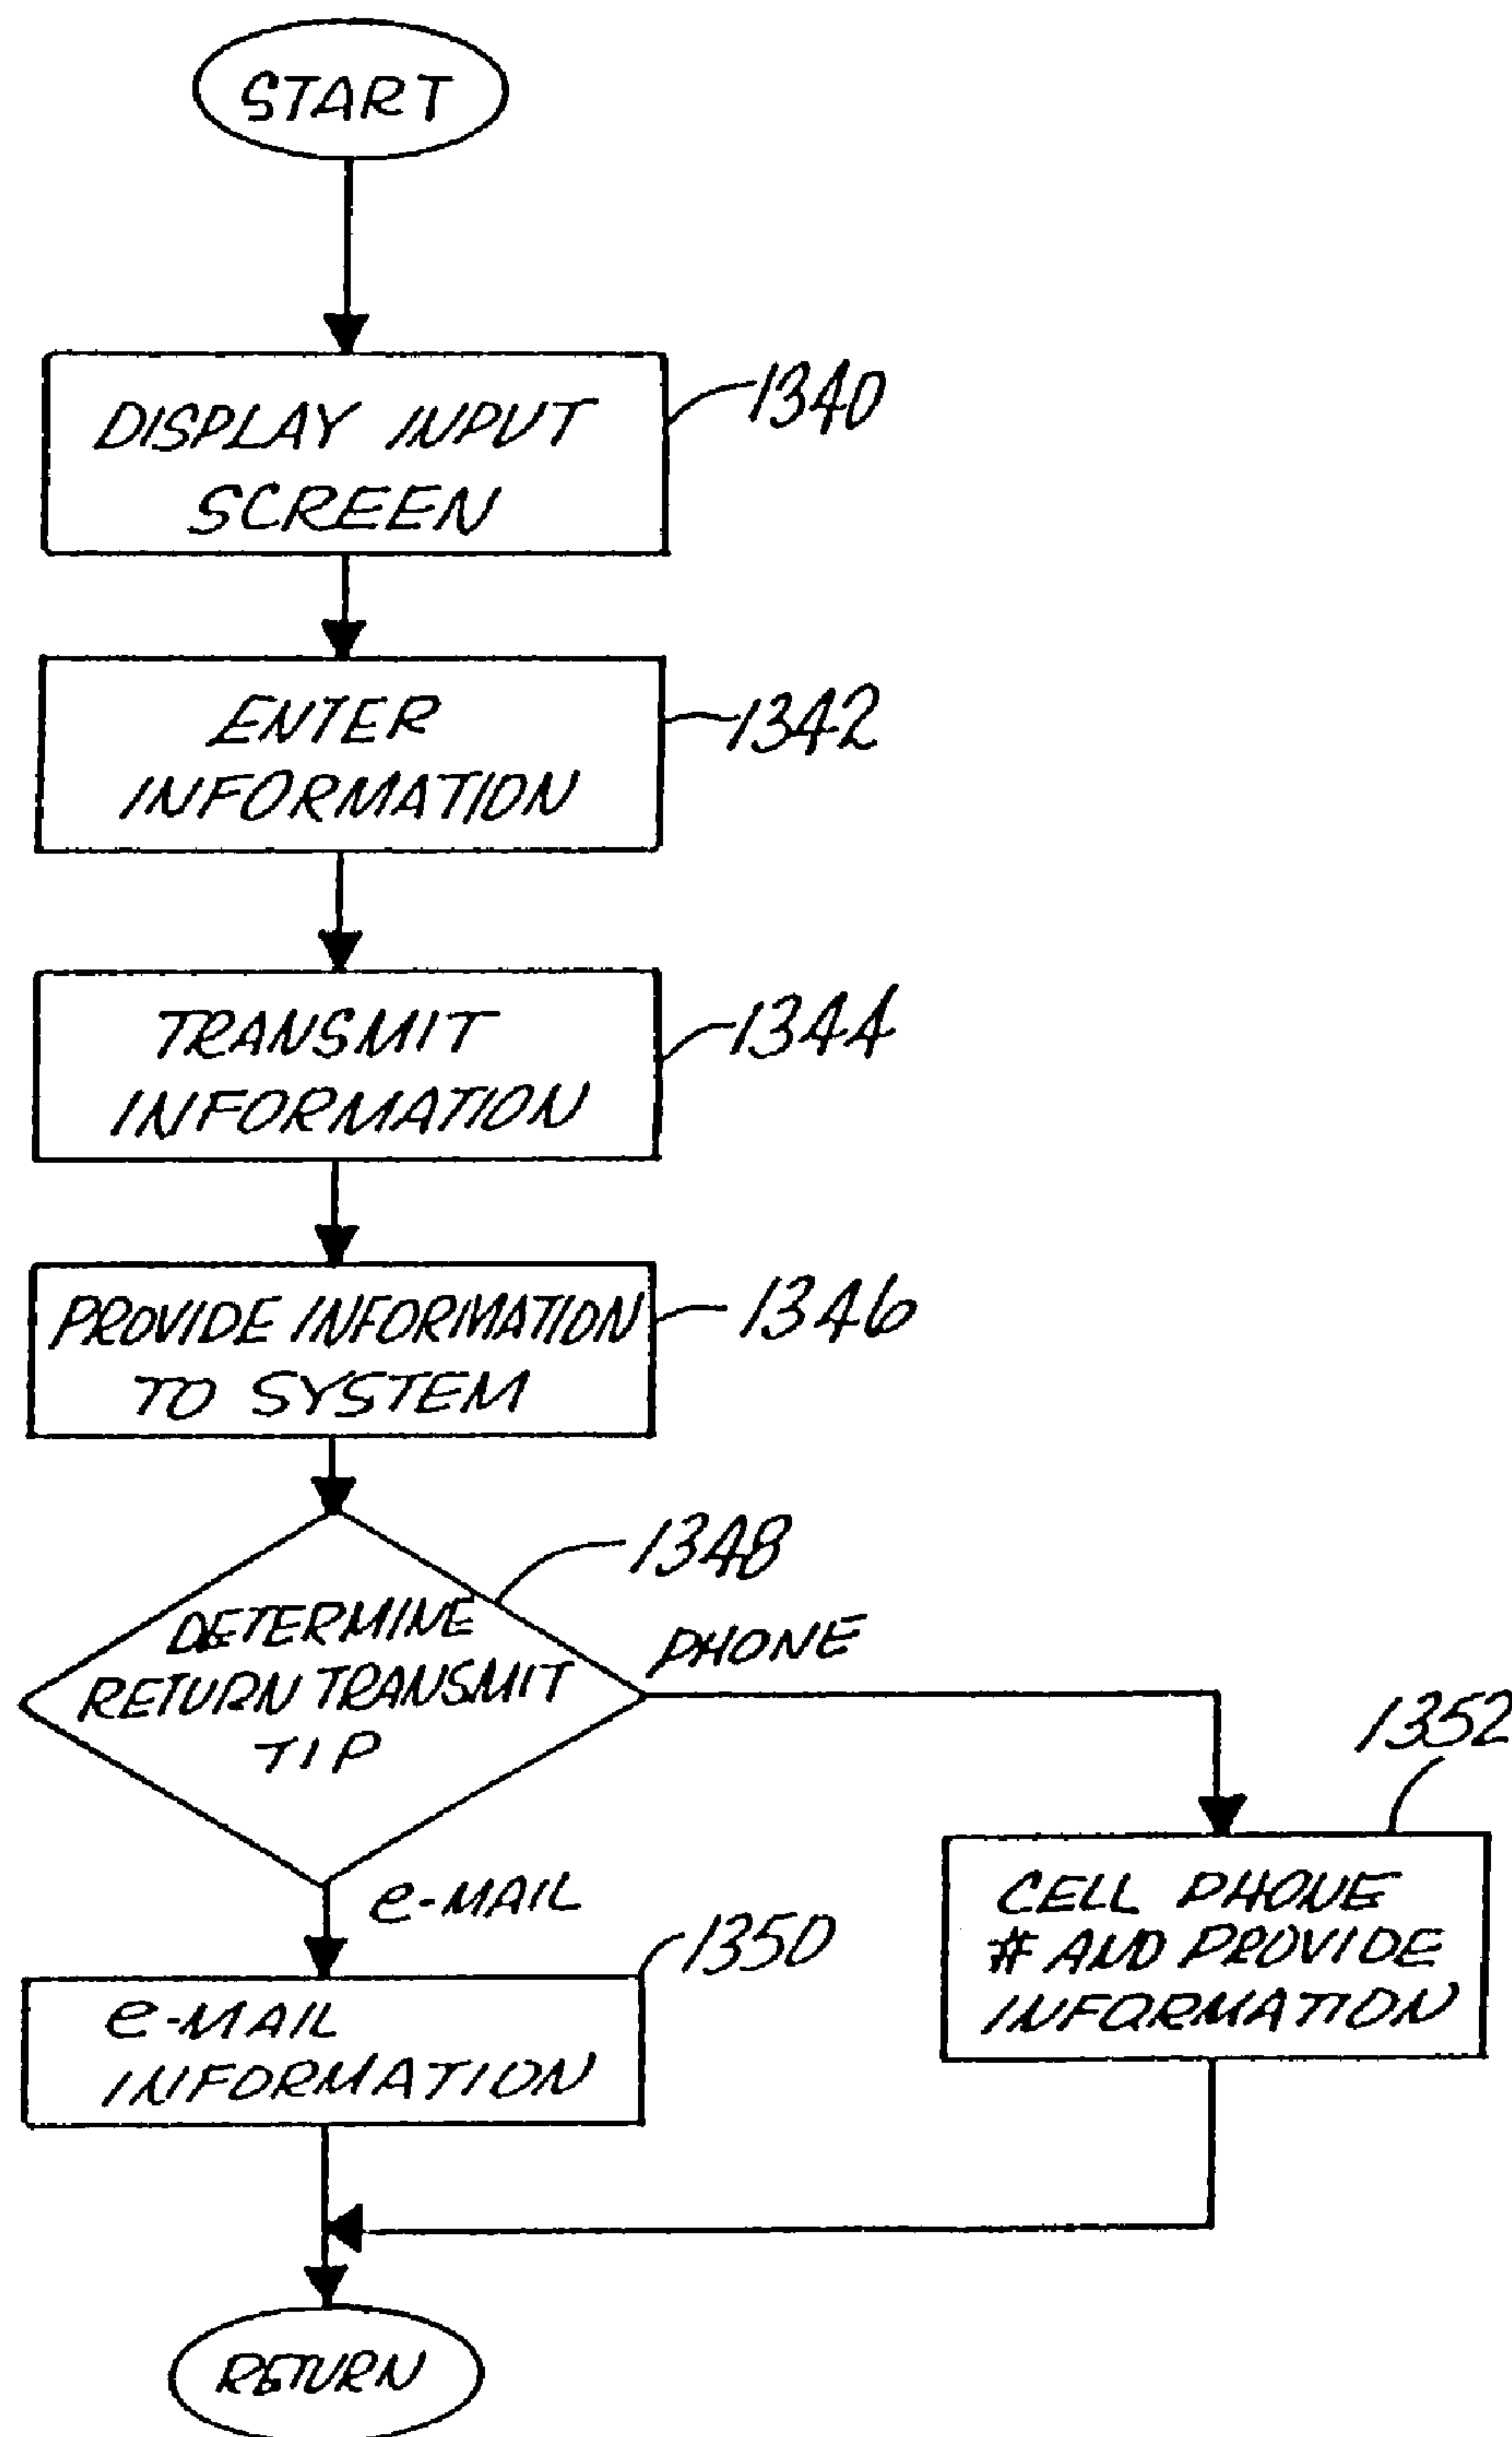 START
DISPLAY INPUT
SCREEN
1340
ENTER
INFORMATION
1342
TRANSMIT
INFORMATION
1344
PROVIDE INFORMATION
TO SYSTEM
1346
DETERMINE
RETURN TRANSMIT
TIP
1348
PHONE
e-MAIL
1352
CELL PHONE
# AND PROVIDE
INFORMATION
e-MAIL
INFORMATION
1350
RETURN